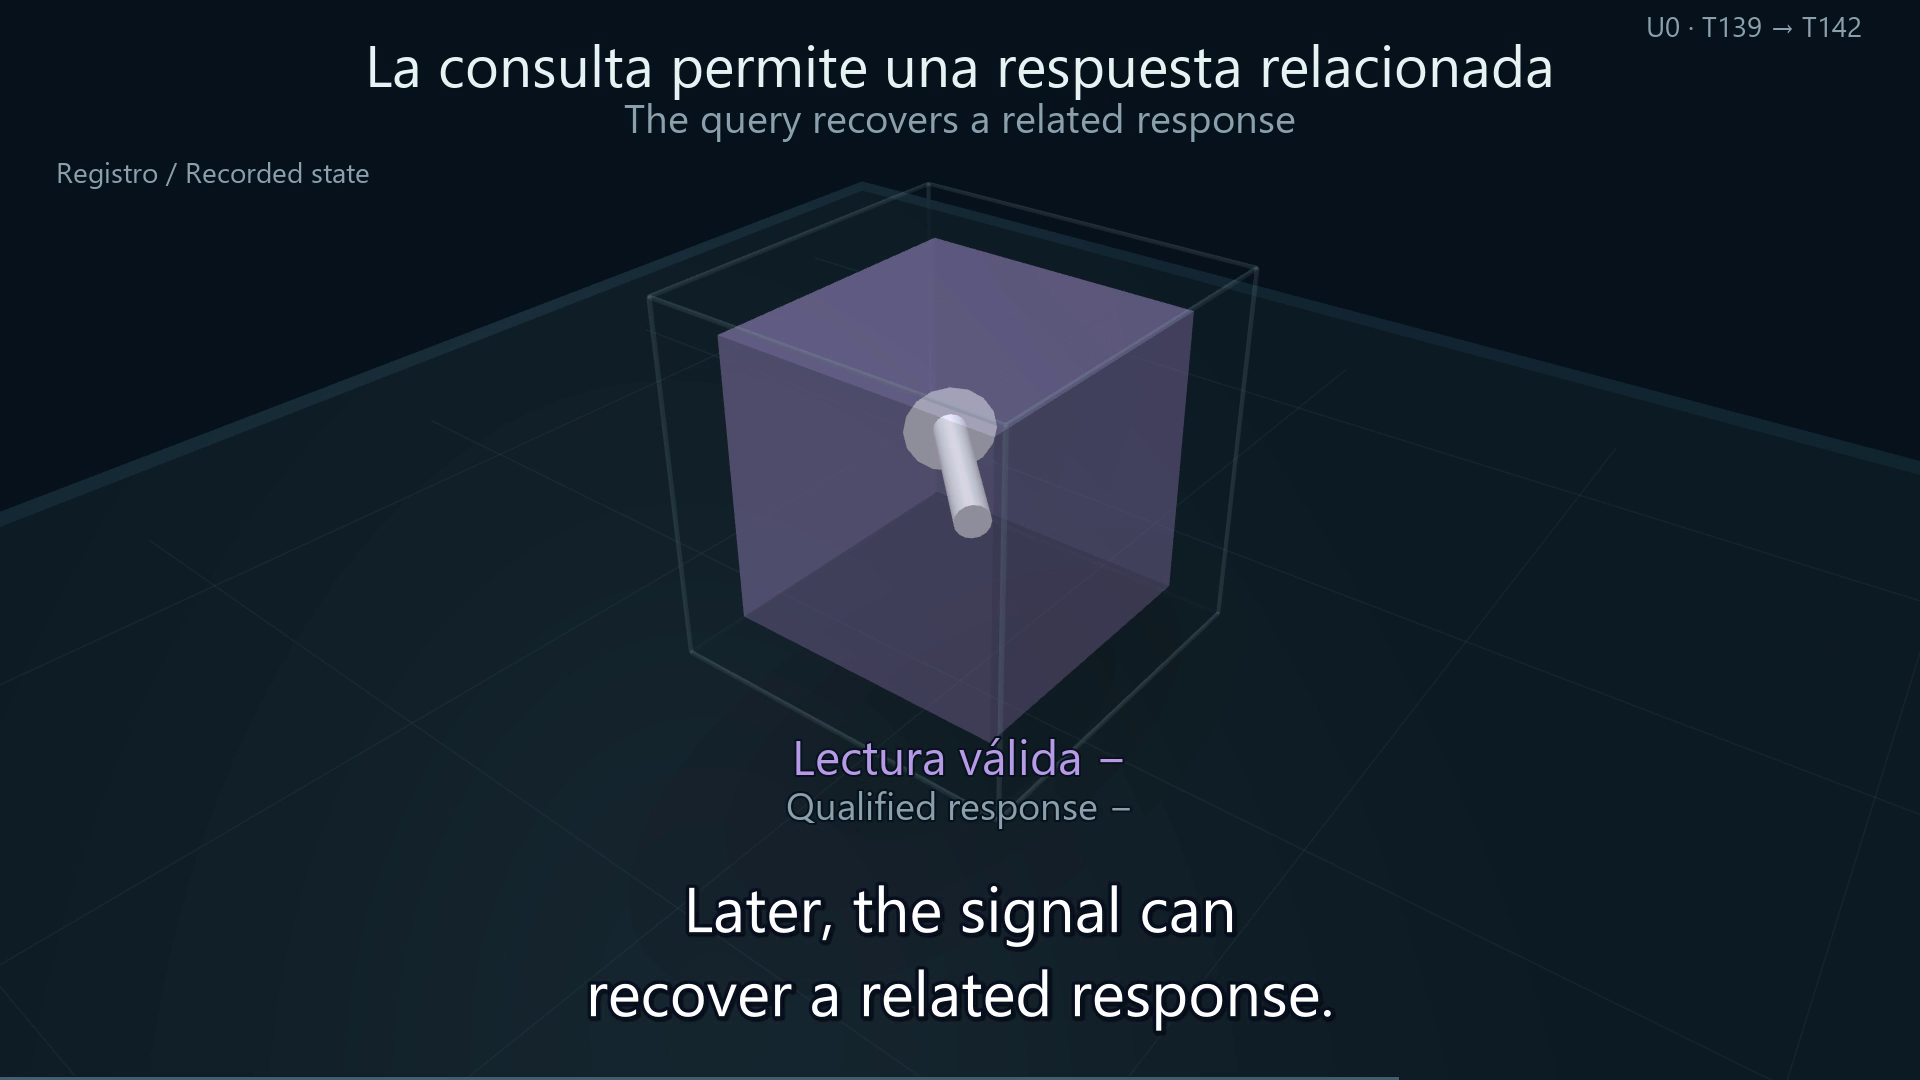 U0 · T139 → T142
La consulta permite una respuesta relacionada
The query recovers a related response
Registro / Recorded state
Lectura válida –
Qualified response –
Later, the signal can
recover a related response.